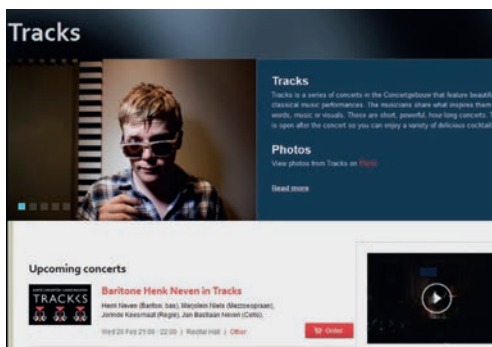 Tracks
Tracks
Tracks is a series of concerts in the Concertgebouw that feature beautif
classical music performances. The musicians share what inspires them
words, music or visuals. These are short, powerful, hour-long concerts. T
is open after the concert so you can enjoy a variety of delicious cocktail
Photos
View photos from Tracks on Flickr
Read more
Upcoming concerts
TRACKS
Baritone Henk Neven in Tracks
Henk Neven (Bariton, bas), Marjolein Niels (Mezzosopraan),
Jorinde Keesmaat (Regie), Jan Bastiaan Neven (Cello),
Wed 20 Feb 21:00 - 22:00 | Recital Hall | Other
Order